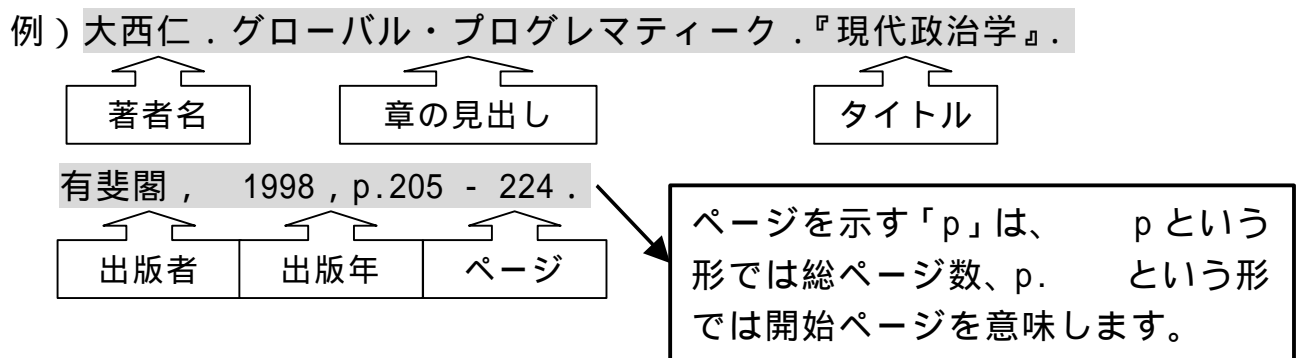 例）大西仁．グローバル・プログレマティーク．『現代政治学』．
著者名
章の見出し
タイトル
有斐閣， 1998，p.205 - 224．
出版者
出版年
ページ
ページを示す「p」は、 p という
形では総ページ数、p. という形
では開始ページを意味します。